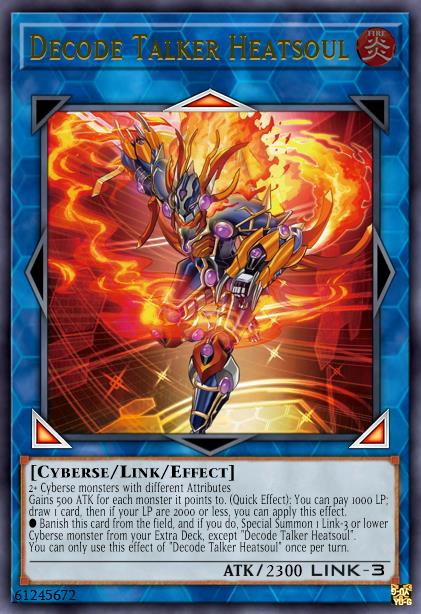 Decode Talker Heatsoul
FIRE
炎
[Cyberse/Link/Effect]
2+ Cyberse monsters with different Attributes
Gains 500 ATK for each monster it points to. (Quick Effect): You can pay 1000 LP;
draw 1 card, then if your LP are 2000 or less, you can apply this effect.
● Banish this card from the field, and if you do, Special Summon 1 Link-3 or lower
Cyberse monster from your Extra Deck, except "Decode Talker Heatsoul".
You can only use this effect of "Decode Talker Heatsoul" once per turn.
ATK/2300 LINK-3
61245672